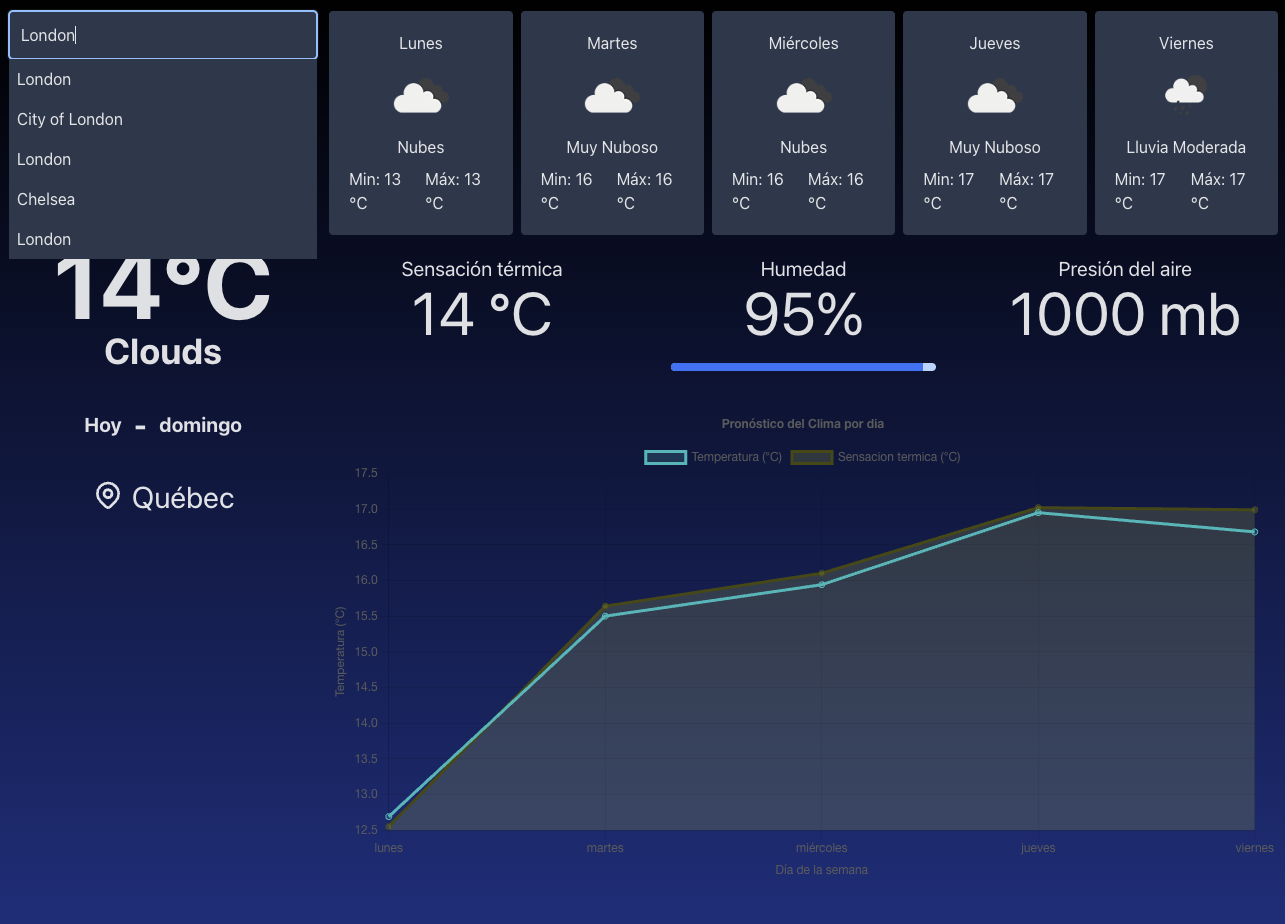 London
London
City of London
London
Chelsea
London
14°C
Clouds
Hoy - domingo
Québec
Lunes
Nubes
Min: 13 °C
Máx: 13 °C
Martes
Muy Nuboso
Min: 16 °C
Máx: 16 °C
Miércoles
Nubes
Min: 16 °C
Máx: 16 °C
Jueves
Muy Nuboso
Min: 17 °C
Máx: 17 °C
Viernes
Lluvia Moderada
Min: 17 °C
Máx: 17 °C
Sensación térmica
14 °C
Humedad
95%
Presión del aire
1000 mb
Pronóstico del Clima por dia
Temperatura (°C) Sensacion termica (°C)
Temperatura (°C)
17.5
17.0
16.5
16.0
15.5
15.0
14.5
14.0
13.5
13.0
12.5
lunes martes miércoles jueves viernes
Día de la semana